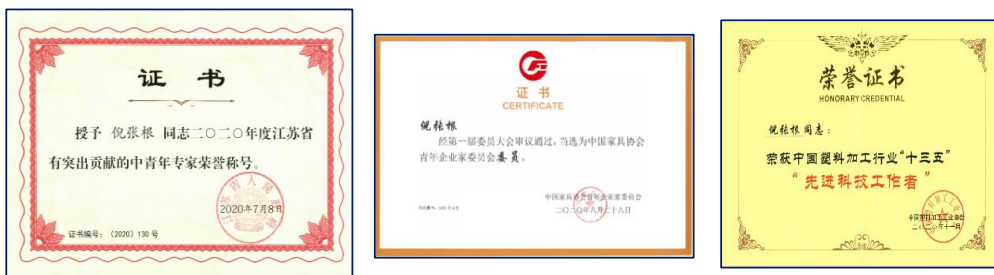 证 书
授予 倪张根 同志二〇二〇年度江苏省
有突出贡献的中青年专家荣誉称号。
2020年7月8日
证书编号：（2020）130 号
证 书
CERTIFICATE
倪张根
经第一届委员大会审议通过，当选为中国家具协会
青年企业家委员会委员。
中国家具协会青年企业家委员会
二〇二〇年八月二十八日
荣誉证书
HONORARY CREDENTIAL
倪张根同志：
荣获中国塑料加工行业“十三五”
“先进科技工作者”
中国塑料加工工业协会